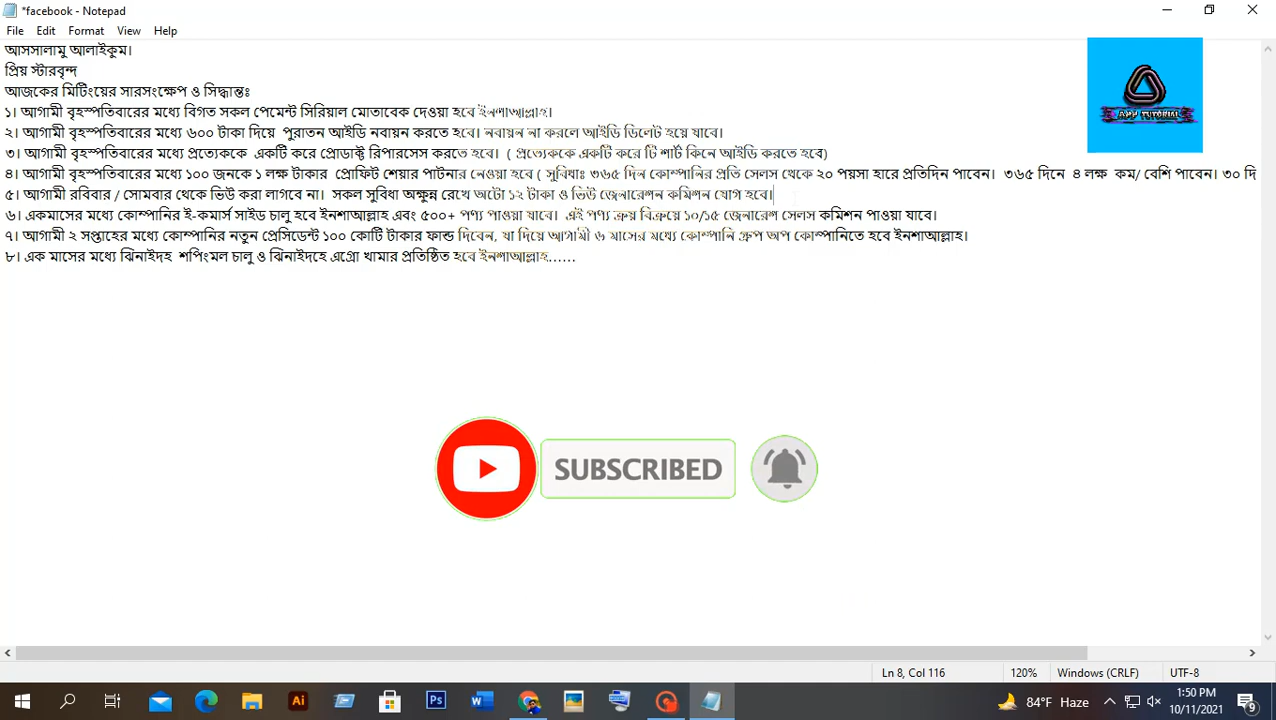 *facebook - Notepad
File Edit Format View Help
আসসালামু আলাইকুম।
প্রিয় স্টারবৃন্দ
আজকের মিটিংয়ের সারসংক্ষেপ ও সিদ্ধান্তঃ
১। আগামী বৃহস্পতিবারের মধ্যে বিগত সকল পেমেন্ট সিরিয়াল মোতাবেক দেওয়া হবে ইনশাআল্লাহ।
২। আগামী বৃহস্পতিবারের মধ্যে ৬০০ টাকা দিয়ে পুরাতন আইডি নবায়ন করতে হবে। নবায়ন না করলে আইডি ডিলেট হয়ে যাবে।
৩। আগামী বৃহস্পতিবারের মধ্যে প্রত্যেককে একটি করে প্রোডাক্ট রিপারসেস করতে হবে। ( প্রত্যেককে একটি করে টি শার্ট কিনে আইডি করতে হবে)
৪। আগামী বৃহস্পতিবারের মধ্যে ১০০ জনকে ১ লক্ষ টাকার প্রোফিট শেয়ার পার্টনার নেওয়া হবে ( সুবিধাঃ ৩৬৫ দিন কোম্পানির প্রতি সেলস থেকে ২০ পয়সা হারে প্রতিদিন পাবেন। ৩৬৫ দিনে ৪ লক্ষ কম/ বেশি পাবেন। ৩০ দি
৫। আগামী রবিবার / সোমবার থেকে ভিউ করা লাগবে না। সকল সুবিধা অক্ষুন্ন রেখে অটো ১২ টাকা ও ভিউ জেনারেশন কমিশন যোগ হবে।
৬। একমাসের মধ্যে কোম্পানির ই-কমার্স সাইড চালু হবে ইনশাআল্লাহ এবং ৫০০+ পণ্য পাওয়া যাবে। এই পণ্য ক্রয় বিক্রয়ে ১০/১৫ জেনারেশ সেলস কমিশন পাওয়া যাবে।
৭। আগামী ২ সপ্তাহের মধ্যে কোম্পানির নতুন প্রেসিডেন্ট ১০০ কোটি টাকার ফান্ড দিবেন, যা দিয়ে আগামী ৬ মাসের মধ্যে কোম্পানি গ্রুপ অপ কোম্পানিতে হবে ইনশাআল্লাহ।
৮। এক মাসের মধ্যে ঝিনাইদহ শপিংমল চালু ও ঝিনাইদহে এগ্রো খামার প্রতিষ্ঠিত হবে ইনশাআল্লাহ......
APP TUTORIAL
SUBSCRIBED
Ln 8, Col 116 120% Windows (CRLF) UTF-8
84°F Haze
1:50 PM
10/11/2021
9